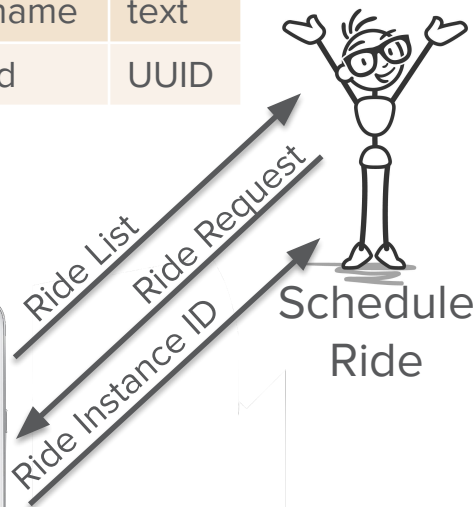 name text
d UUID
Ride List
Ride Request
Ride Instance ID
Schedule
Ride